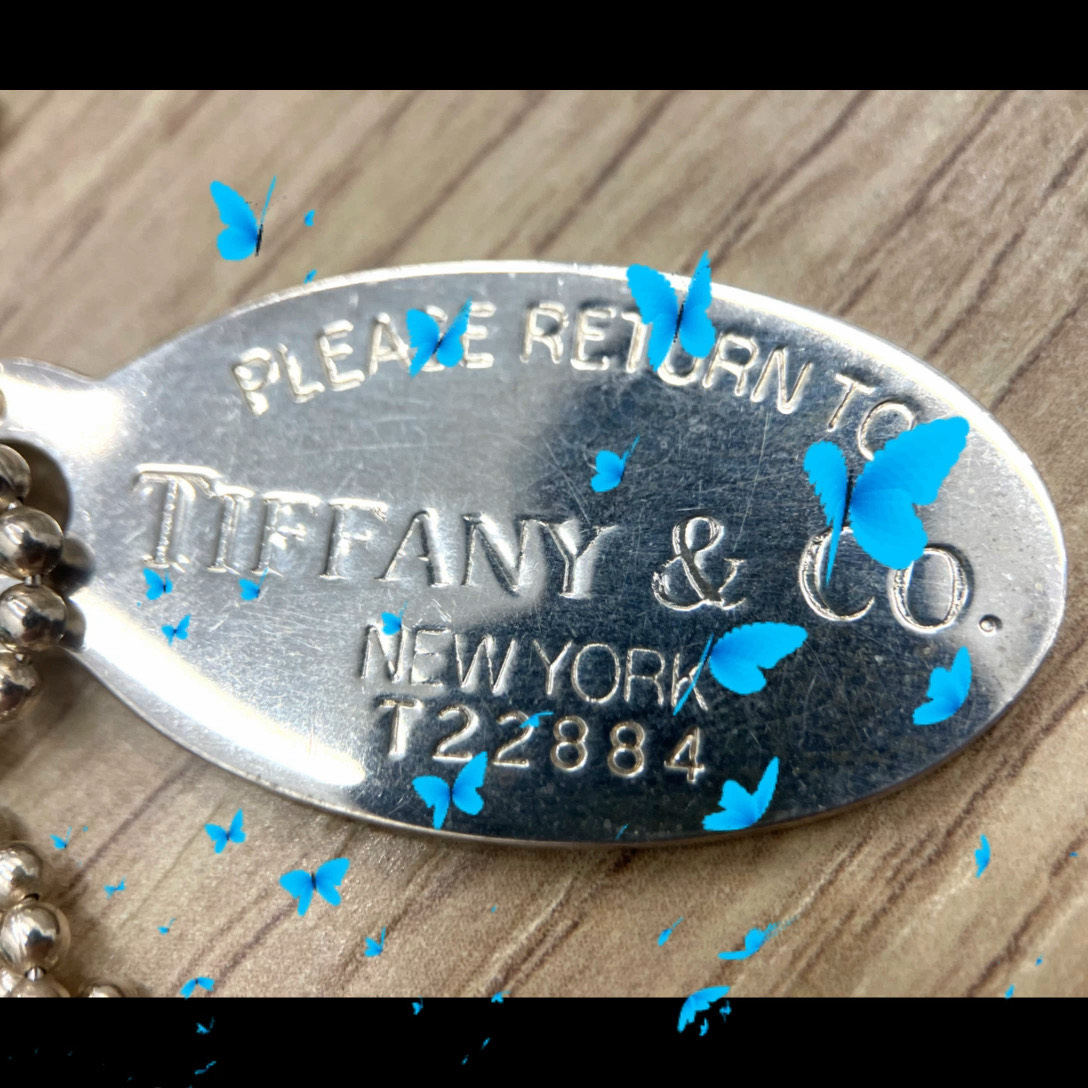 PLEASE RETURN TO
TIFFANY & CO.
NEW YORK
T22884